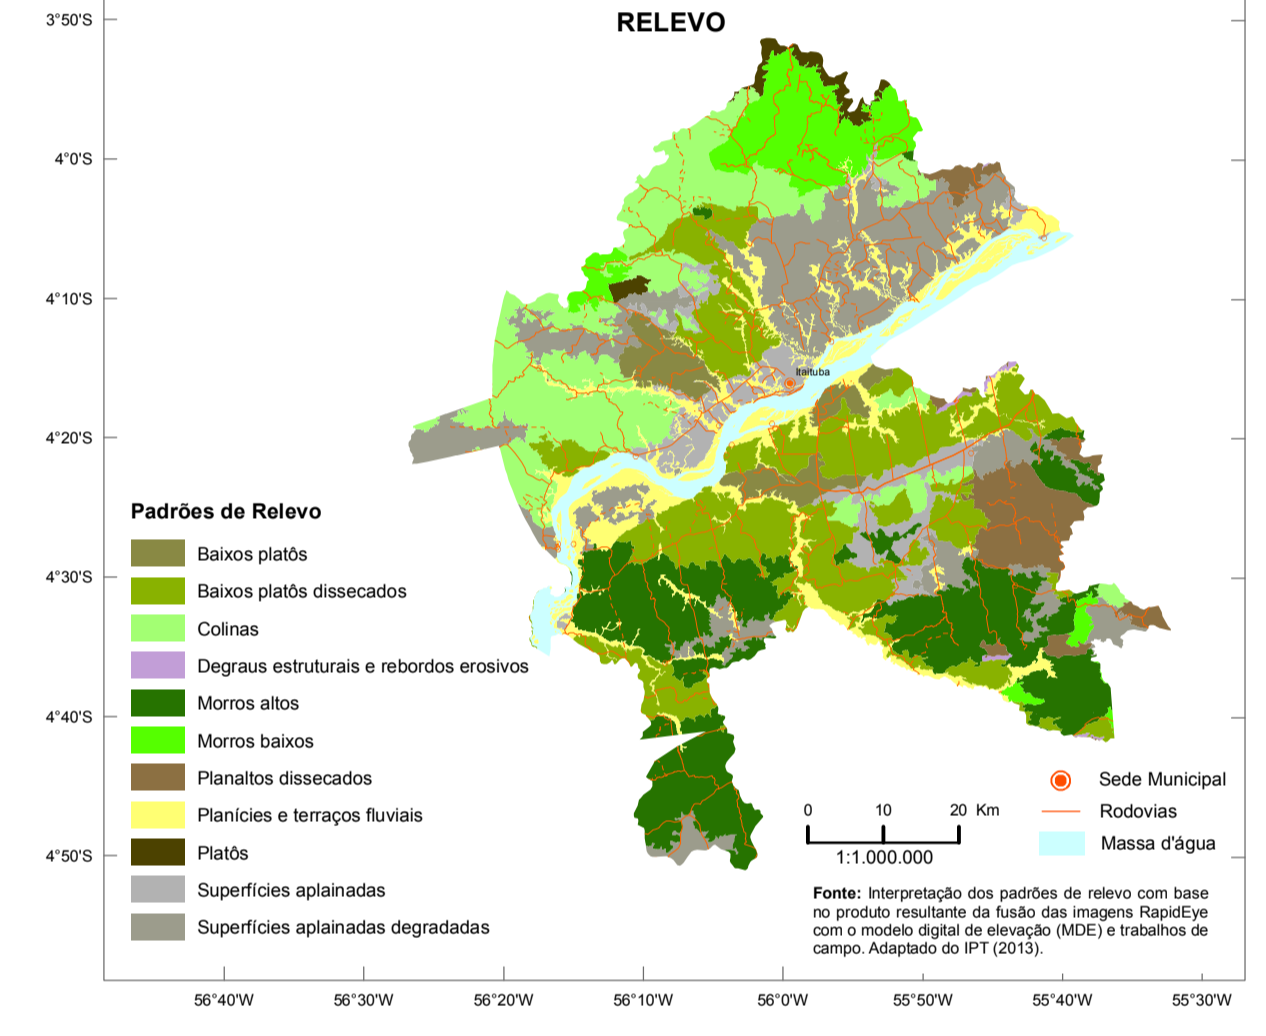 RELEVO
3°50'S
4°0'S
4°10'S
4°20'S
4°30'S
4°40'S
4°50'S
Itaituba
Padrões de Relevo
Baixos platôs
Baixos platôs dissecados
Colinas
Degraus estruturais e rebordos erosivos
Morros altos
Morros baixos
Planaltos dissecados
Planícies e terraços fluviais
Platôs
Superfícies aplainadas
Superfícies aplainadas degradadas
Sede Municipal
Rodovias
Massa d'água
0 10 20 Km
1:1.000.000
Fonte: Interpretação dos padrões de relevo com base
no produto resultante da fusão das imagens RapidEye
com o modelo digital de elevação (MDE) e trabalhos de
campo. Adaptado do IPT (2013).
56°40'W 56°30'W 56°20'W 56°10'W 56°0'W 55°50'W 55°40'W 55°30'W